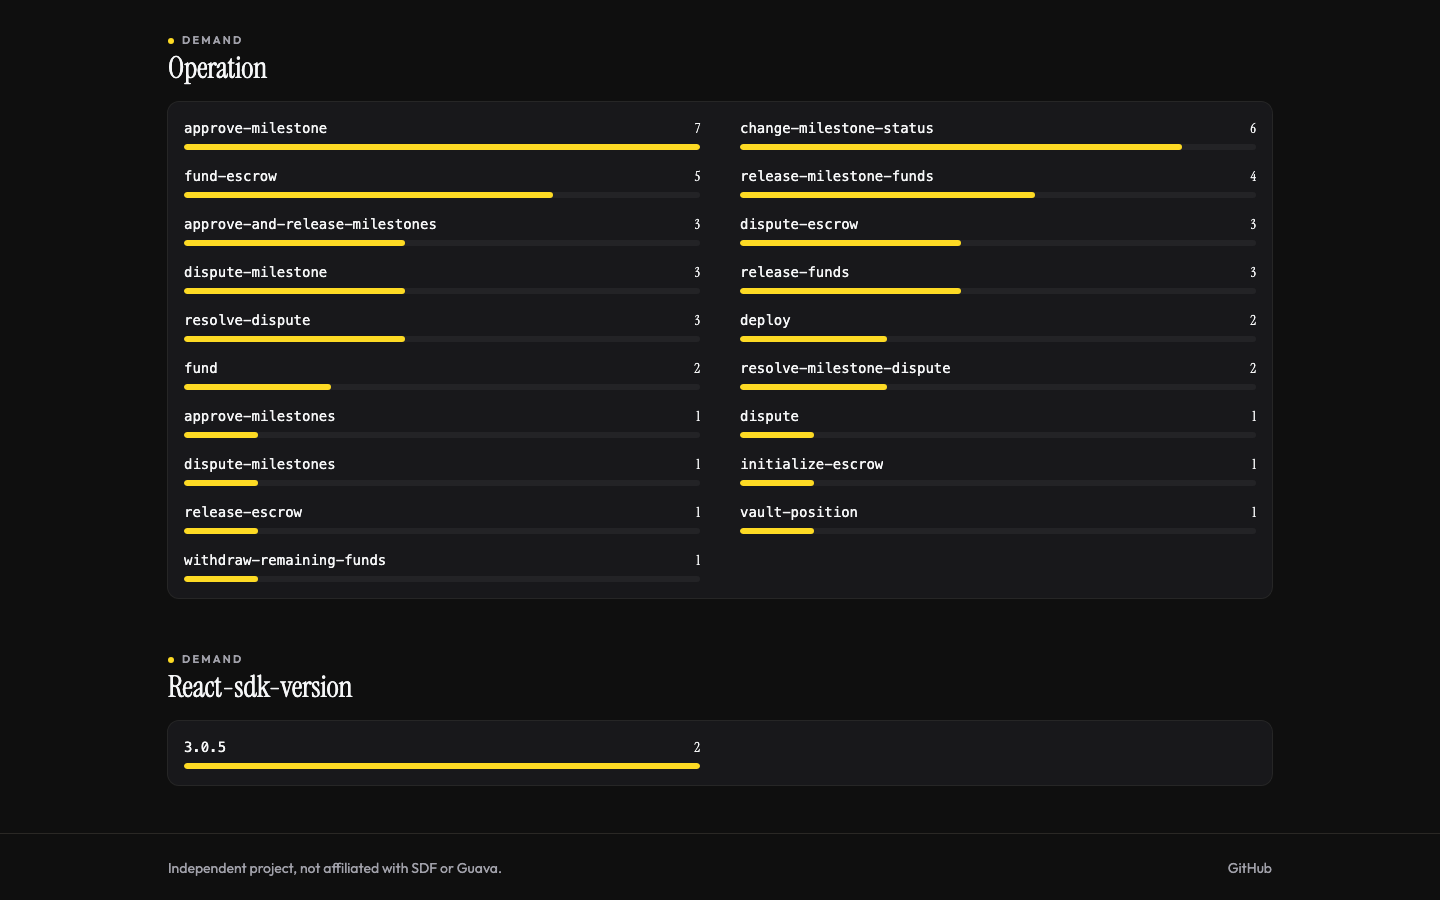 DEMAND
Operation
approve-milestone 7
change-milestone-status 6
fund-escrow 5
release-milestone-funds 4
approve-and-release-milestones 3
dispute-escrow 3
dispute-milestone 3
release-funds 3
resolve-dispute 3
deploy 2
fund 2
resolve-milestone-dispute 2
approve-milestones 1
dispute 1
dispute-milestones 1
initialize-escrow 1
release-escrow 1
vault-position 1
withdraw-remaining-funds 1
DEMAND
React-sdk-version
3.0.5 2
Independent project, not affiliated with SDF or Guava.
GitHub